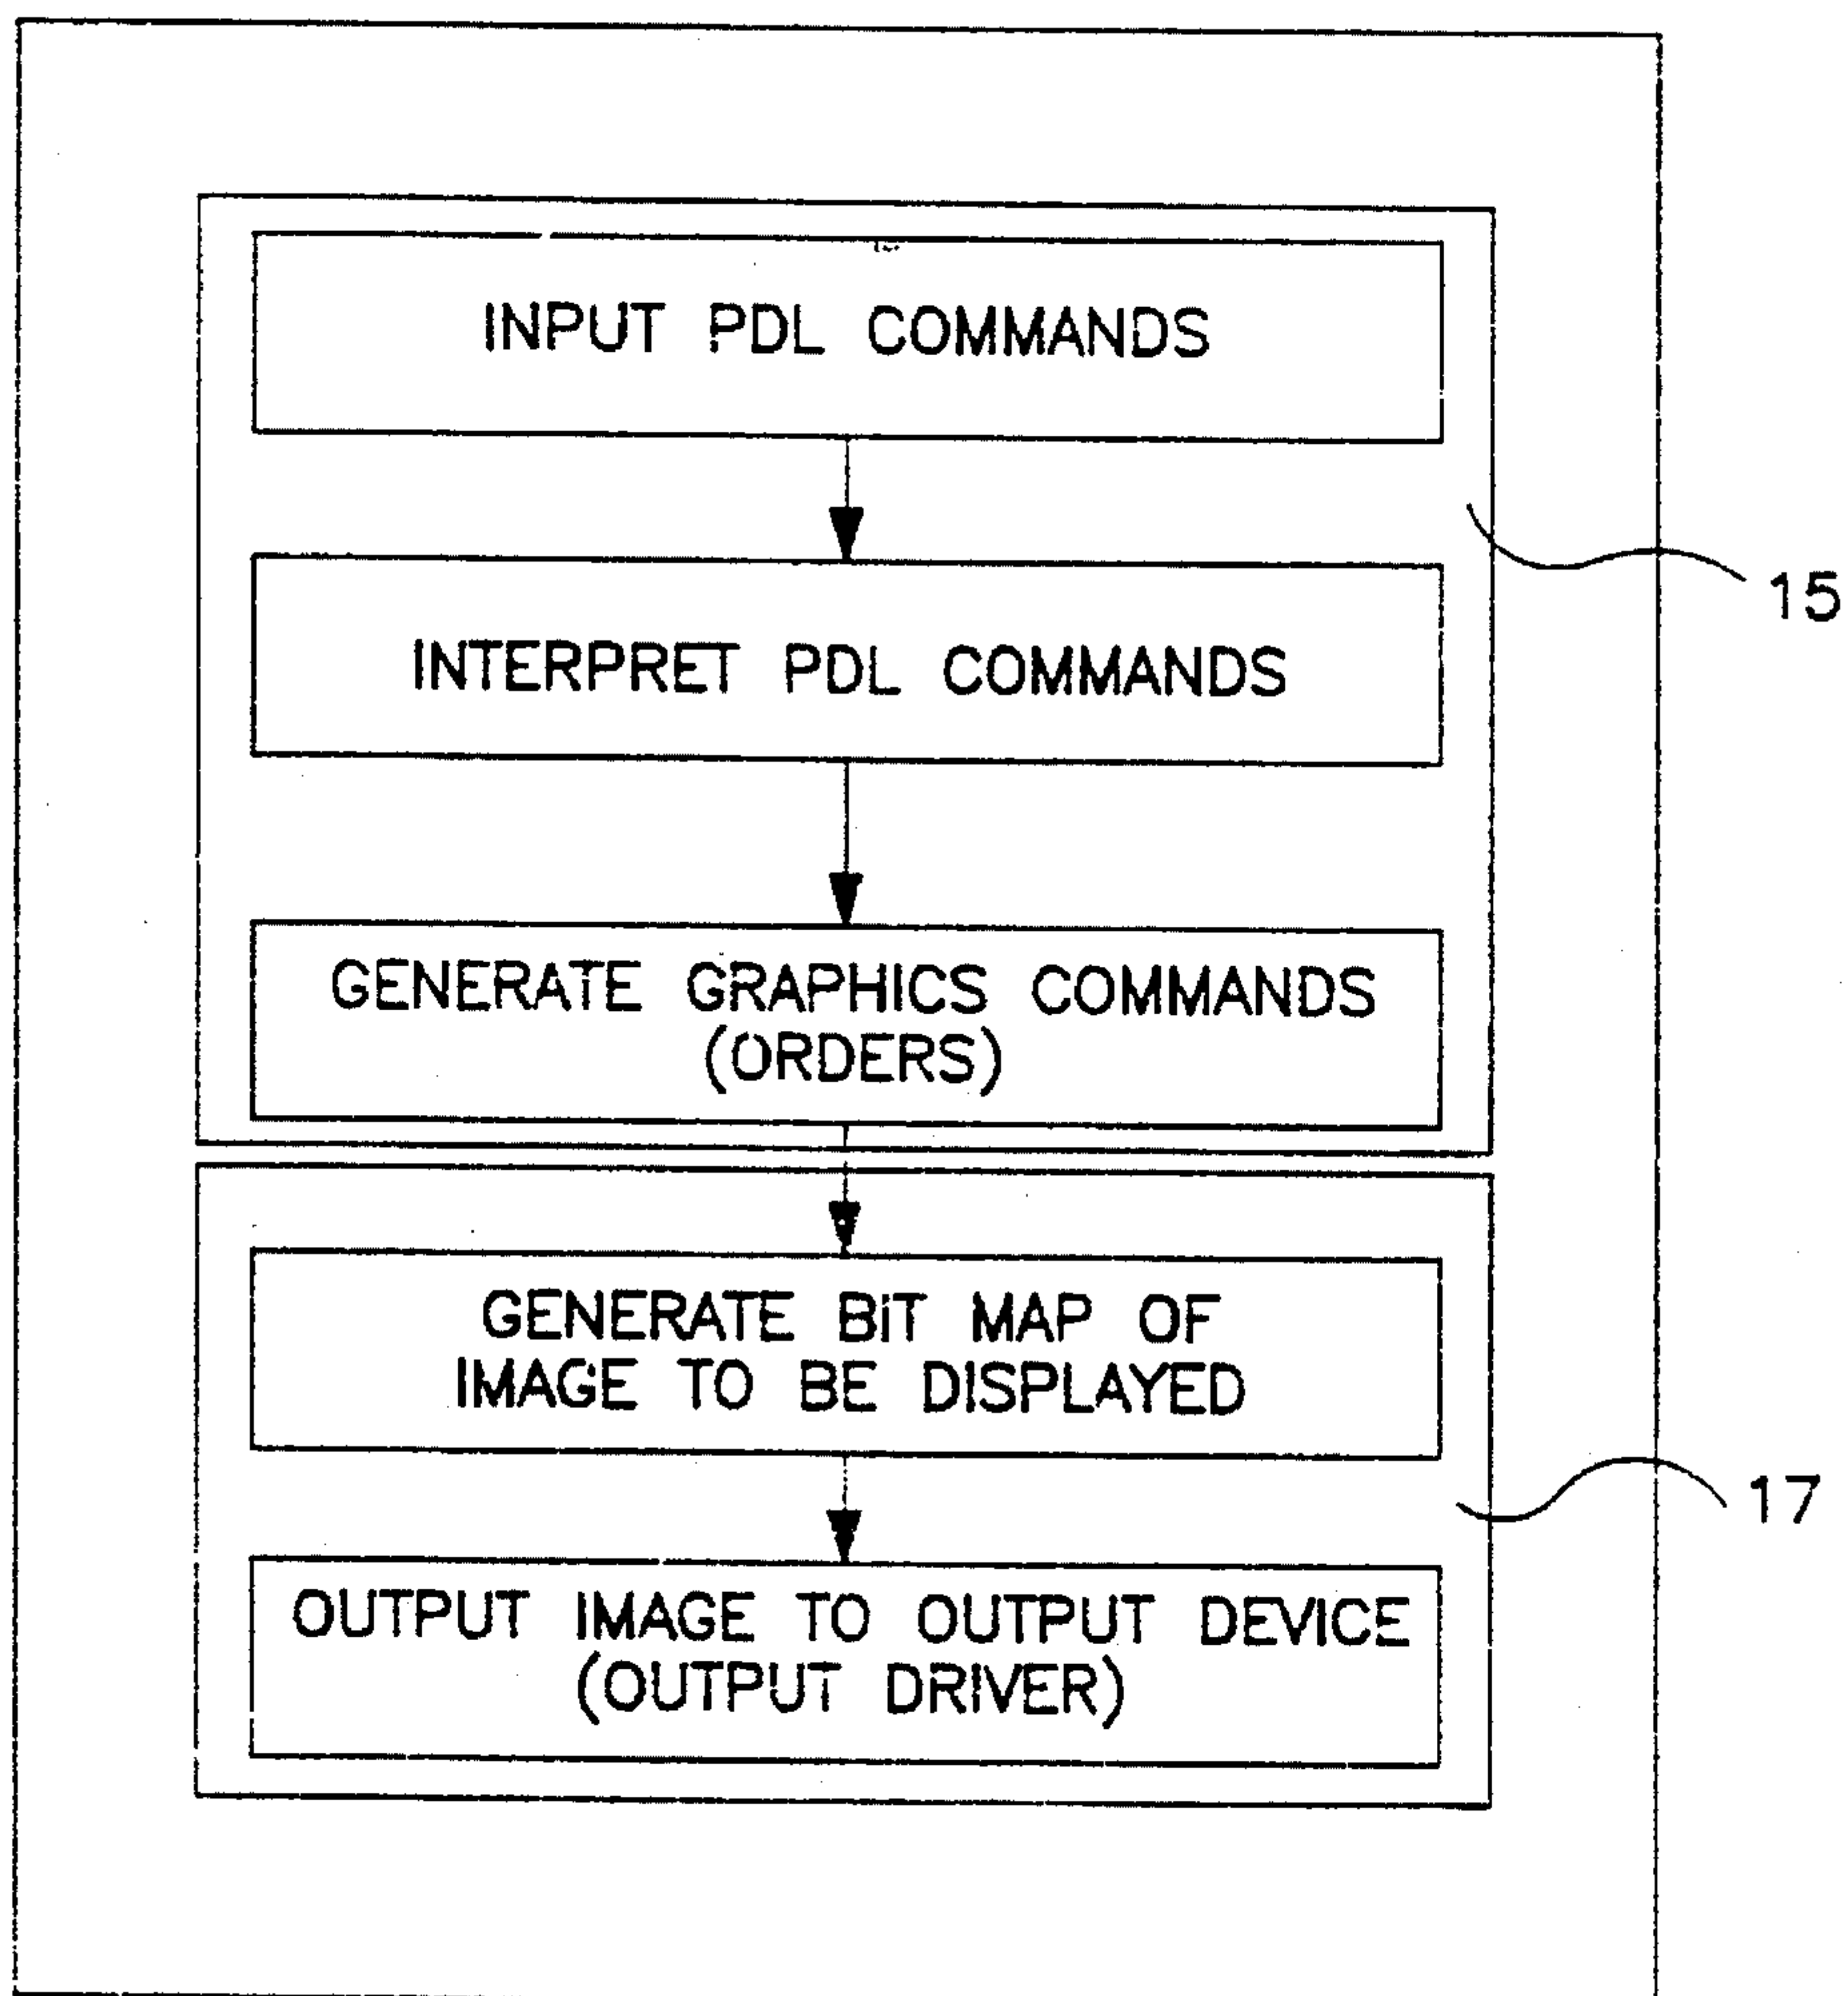 INPUT PDL COMMANDS
INTERPRET PDL COMMANDS
15
GENERATE GRAPHICS COMMANDS
(ORDERS)
GENERATE BIT MAP OF
IMAGE TO BE DISPLAYED
17
OUTPUT IMAGE TO OUTPUT DEVICE
(OUTPUT DRIVER)